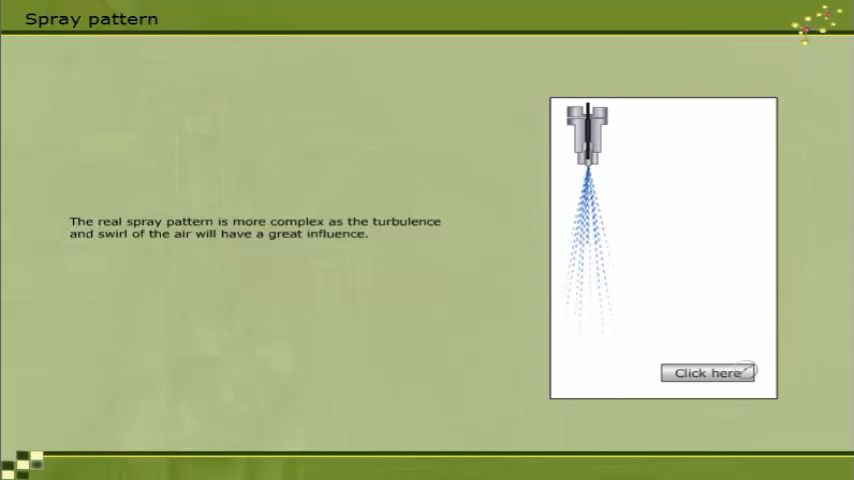 Spray pattern
The real spray pattern is more complex as the turbulence
and swirl of the air will have a great influence.
Click here